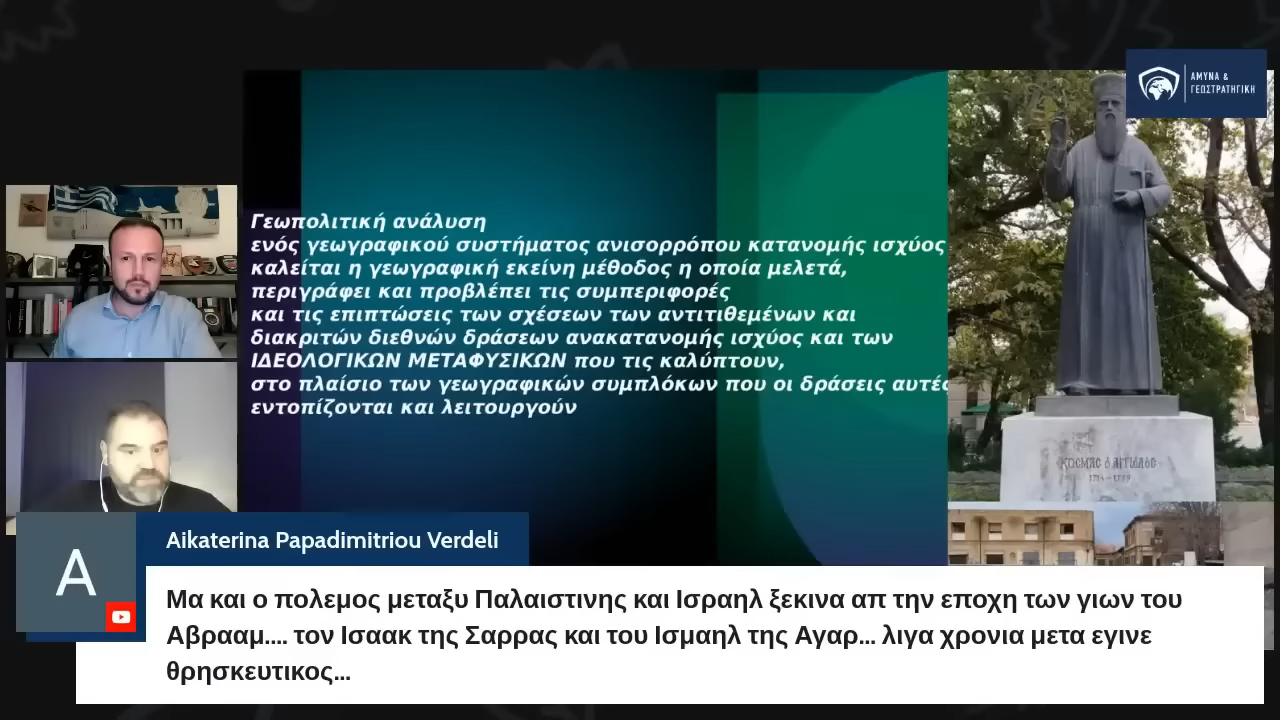 ΑΜΥΝΑ &
ΓΕΩΣΤΡΑΤΗΓΙΚΗ
Γεωπολιτική ανάλυση
ενός γεωγραφικού συστήματος ανισορρόπου κατανομής ισχύος
καλείται η γεωγραφική εκείνη μέθοδος η οποία μελετά,
περιγράφει και προβλέπει τις συμπεριφορές
και τις επιπτώσεις των σχέσεων των αντιτιθεμένων και
διακριτών διεθνών δράσεων ανακατανομής ισχύος και των
ΙΔΕΟΛΟΓΙΚΩΝ ΜΕΤΑΦΥΣΙΚΩΝ που τις καλύπτουν,
στο πλαίσιο των γεωγραφικών συμπλόκων που οι δράσεις αυτές
εντοπίζονται και λειτουργούν
ΚΟΣΜΑΣ Ο ΑΙΤΩΛΟΣ
1714 - 1779
A
Aikaterina Papadimitriou Verdeli
Μα και ο πολεμος μεταξυ Παλαιστινης και Ισραηλ ξεκινα απ την εποχη των γιων του
Αβρααμ.... τον Ισαακ της Σαρρας και του Ισμαηλ της Αγαρ... λιγα χρονια μετα εγινε
θρησκευτικος...